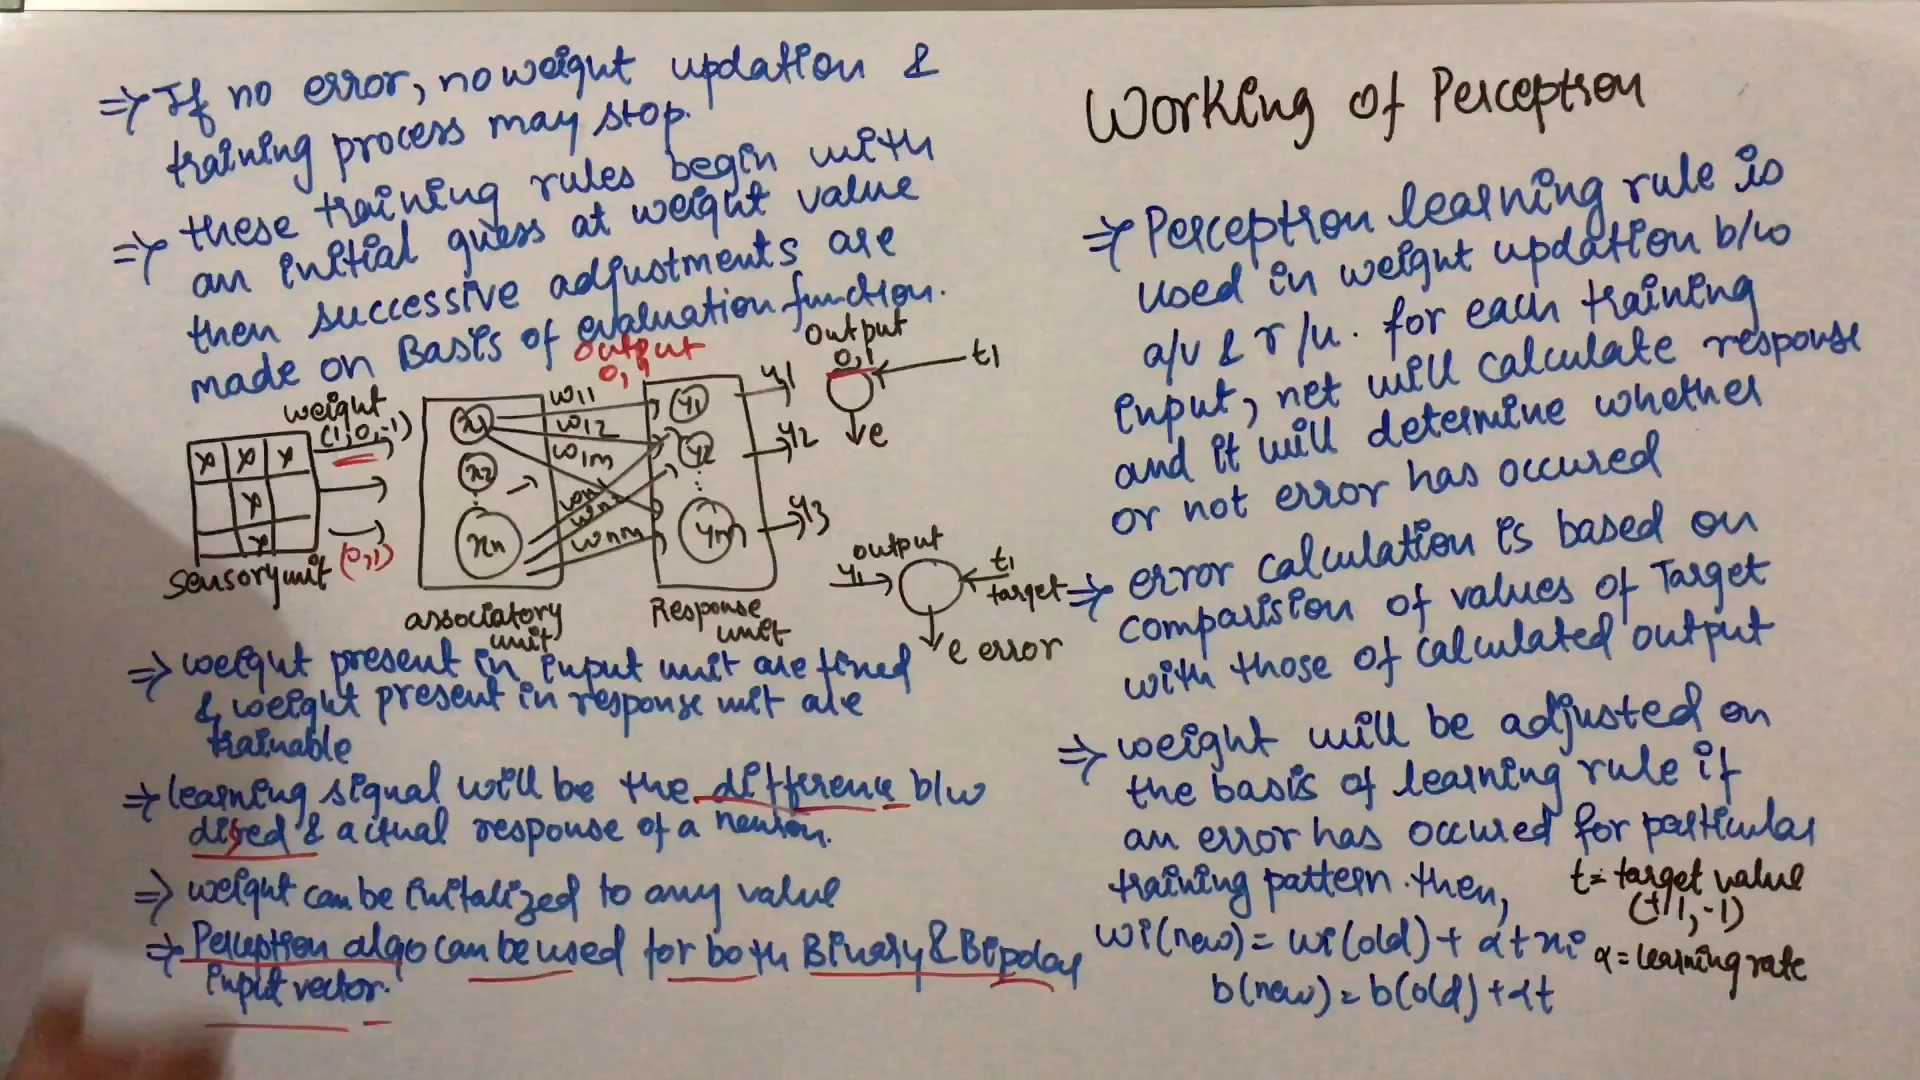 ⇒ If no error, no weight updation &
training process may stop.
⇒ these training rules begin with
an initial guess at weight value
then successive adjustments are
made on Basis of evaluation function.
output
0,1
weight
(1,0,-1)
x x x
x
x
(0,1)
sensory unit
x1
x2
xn
w11
w12
w1m
wn1
wn2
wnm
associatory
unit
y1
y2
ym
Response
unit
y1
y2
y3
output
0,1
t1
e
output
y1
t1
target
e error
⇒ weight present in input unit are fixed
& weight present in response unit are
trainable
⇒ learning signal will be the difference b/w
& actual response of a neuron.
⇒ weight can be initalized to any value
⇒ Perceptron algo can be used for both Binary & Bipolar
input vector.
Working of Perceptron
⇒ Perceptron learning rule is
used in weight updation b/w
a/u & r/u. for each training
input, net will calculate response
and it will determine whether
or not error has occured
⇒ error calculation is based on
comparision of values of Target
with those of calculated output
⇒ weight will be adjusted on
the basis of learning rule if
an error has occured for particular
training pattern. then,
wi(new) = wi(old) + αtxi
b(new) = b(old) + αt
t = target value
(+1, -1)
α = learning rate